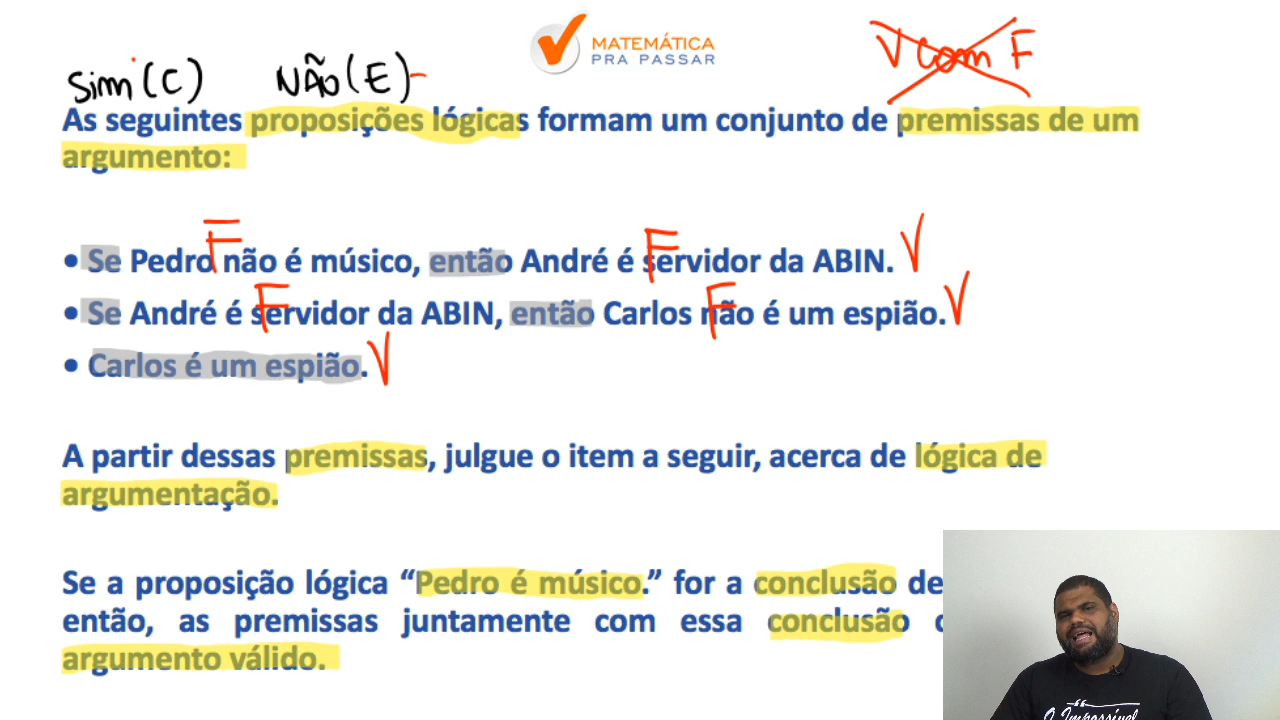 MATEMÁTICA
PRA PASSAR
V com F
Sim (C) NÃO (E)
As seguintes proposições lógicas formam um conjunto de premissas de um
argumento:
F F V
• Se Pedro não é músico, então André é servidor da ABIN.
F F V
• Se André é servidor da ABIN, então Carlos não é um espião.
• Carlos é um espião. V
A partir dessas premissas, julgue o item a seguir, acerca de lógica de
argumentação.
Se a proposição lógica “Pedro é músico.” for a conclusão de
então, as premissas juntamente com essa conclusão
argumento válido.
O Impossível